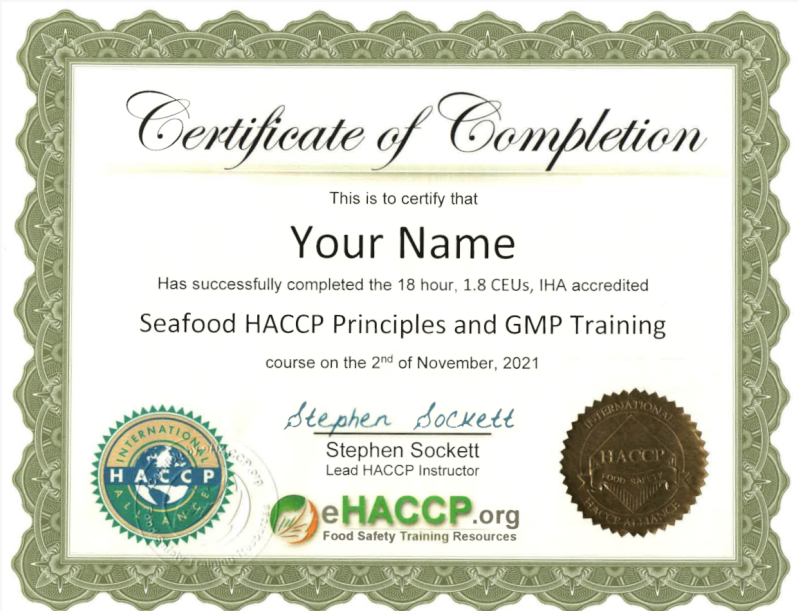 Certificate of Completion
This is to certify that
Your Name
Has successfully completed the 18 hour, 1.8 CEUs, IHA accredited
Seafood HACCP Principles and GMP Training
course on the 2nd of November, 2021
Stephen Sockett
Stephen Sockett
Lead HACCP Instructor
INTERNATIONAL
HACCP
ALLIANCE
eHACCP.org
Food Safety Training Resources
INTERNATIONAL
HACCP
FOOD SAFETY
HACCP ALLIANCE